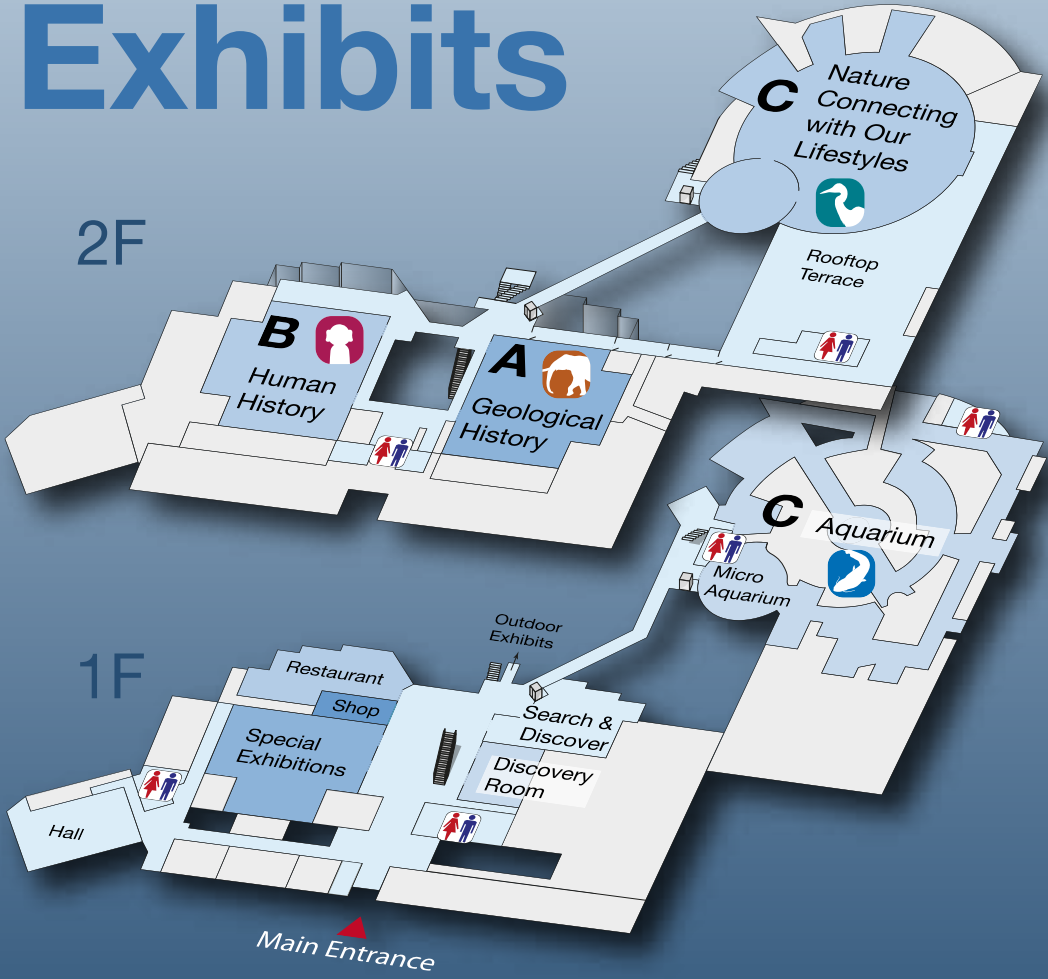 Exhibits
2F
C
Nature
Connecting
with Our
Lifestyles
Rooftop
Terrace
B
Human
History
A
Geological
History
C
Aquarium
Micro
Aquarium
1F
Outdoor
Exhibits
Restaurant
Shop
Special
Exhibitions
Search &
Discover
Discovery
Room
Hall
Main Entrance